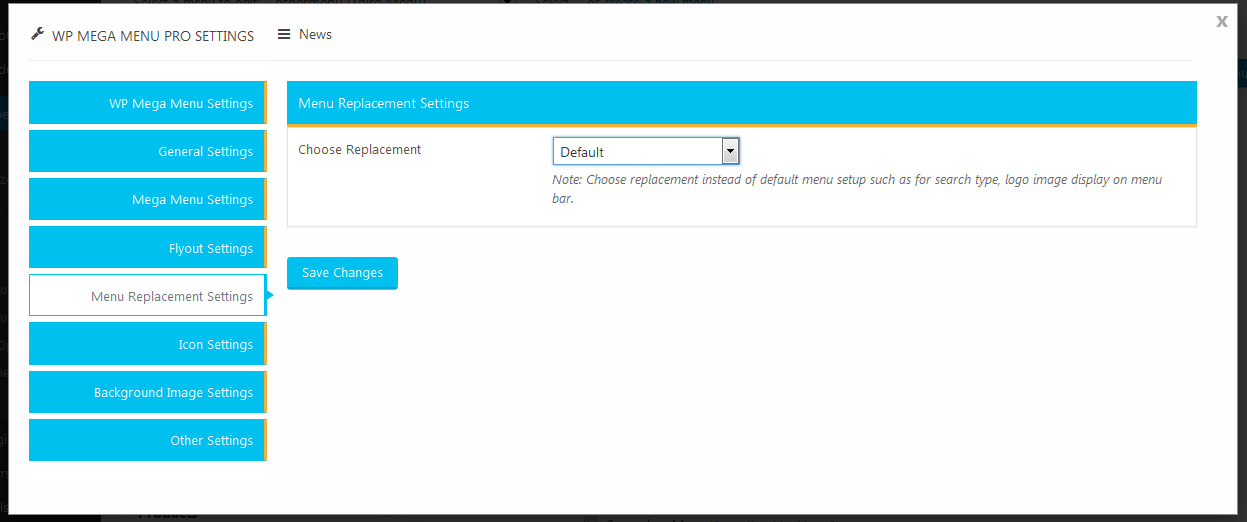 WP MEGA MENU PRO SETTINGS News
X
WP Mega Menu Settings
General Settings
Mega Menu Settings
Flyout Settings
Menu Replacement Settings
Icon Settings
Background Image Settings
Other Settings
Menu Replacement Settings
Choose Replacement
Default
Note: Choose replacement instead of default menu setup such as for search type, logo image display on menu
bar.
Save Changes